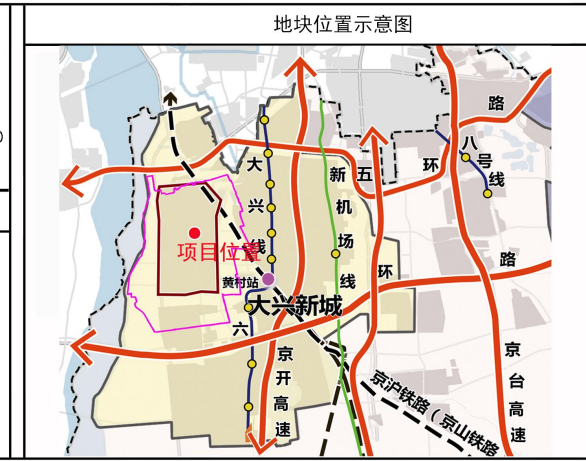 地块位置示意图
路
八号线
五环
大兴线
新机场线
项目位置
路
黄村站
环
大兴新城
六
京开高速
京台高速
京沪铁路（京山铁路